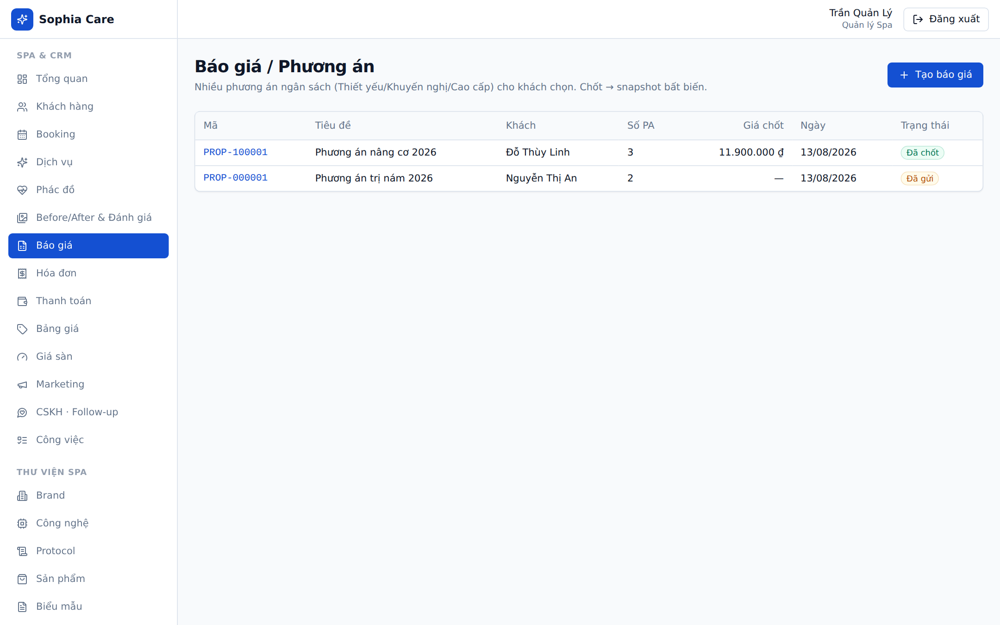 Sophia Care
Trần Quản Lý
Quản lý Spa
Đăng xuất
SPA & CRM
Tổng quan
Khách hàng
Booking
Dịch vụ
Phác đồ
Before/After & Đánh giá
Báo giá
Hóa đơn
Thanh toán
Bảng giá
Giá sàn
Marketing
CSKH · Follow-up
Công việc
THƯ VIỆN SPA
Brand
Công nghệ
Protocol
Sản phẩm
Biểu mẫu
Báo giá / Phương án
Nhiều phương án ngân sách (Thiết yếu/Khuyến nghị/Cao cấp) cho khách chọn. Chốt → snapshot bất biến.
Tạo báo giá
Mã Tiêu đề Khách Số PA Giá chốt Ngày Trạng thái
PROP-100001 Phương án nâng cơ 2026 Đỗ Thùy Linh 3 11.900.000 ₫ 13/08/2026 Đã chốt
PROP-000001 Phương án trị nám 2026 Nguyễn Thị An 2 — 13/08/2026 Đã gửi